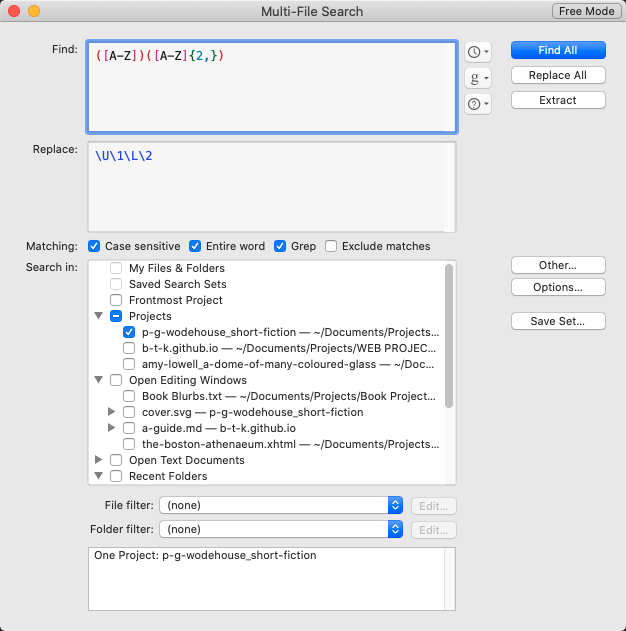 Multi-File Search
Free Mode
Find:
([A-Z])([A-Z]{2,})
g
?
Find All
Replace All
Extract
Replace:
\U\1\L\2
Matching:
Case sensitive
Entire word
Grep
Exclude matches
Search in:
My Files & Folders
Saved Search Sets
Frontmost Project
Projects
p-g-wodehouse_short-fiction — ~/Documents/Projects...
b-t-k.github.io — ~/Documents/Projects/WEB PROJEC...
amy-lowell_a-dome-of-many-coloured-glass — ~/Doc...
Open Editing Windows
Book Blurbs.txt — ~/Documents/Projects/Book Project...
cover.svg — p-g-wodehouse_short-fiction
a-guide.md — b-t-k.github.io
the-boston-athenaeum.xhtml — ~/Documents/Projects...
Open Text Documents
Recent Folders
Other...
Options...
Save Set...
File filter:
(none)
Edit...
Folder filter:
(none)
Edit...
One Project: p-g-wodehouse_short-fiction